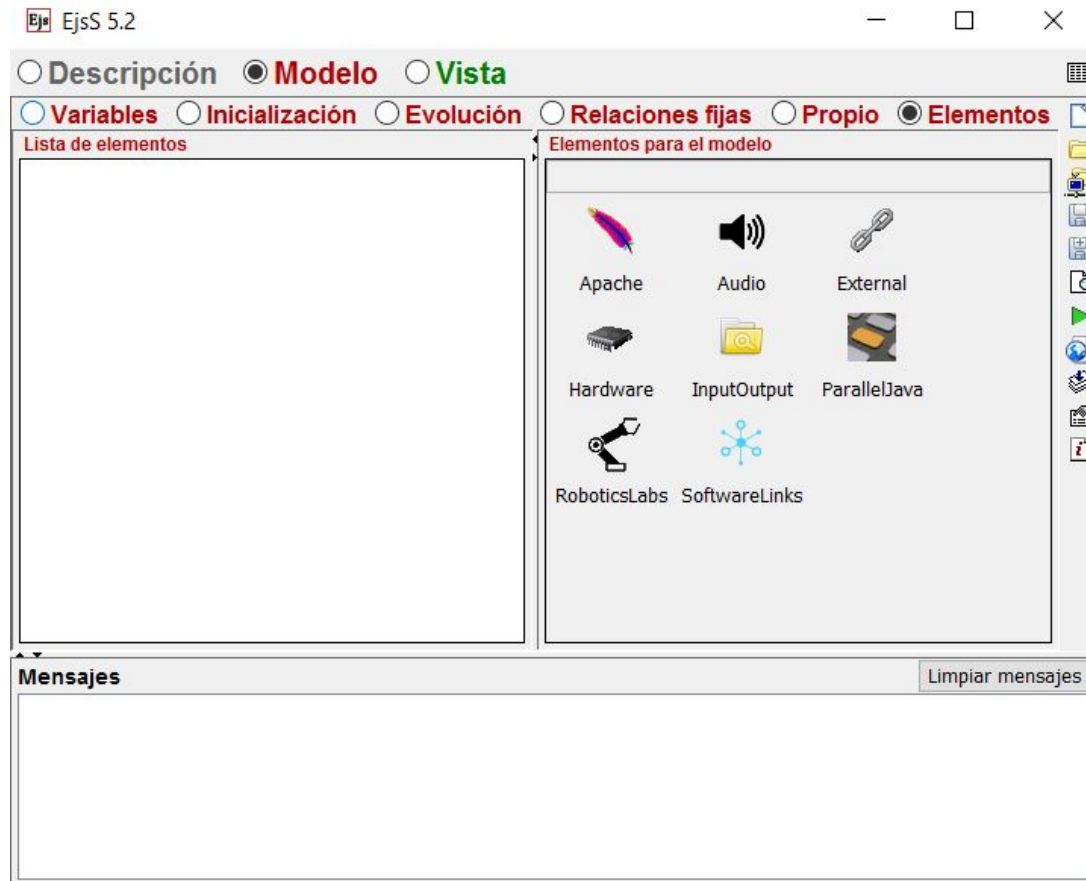 Ejs EjsS 5.2
Descripción Modelo Vista
Variables Inicialización Evolución Relaciones fijas Propio Elementos
Lista de elementos
Elementos para el modelo
Apache Audio External
Hardware InputOutput ParallelJava
RoboticsLabs SoftwareLinks
Mensajes
Limpiar mensajes